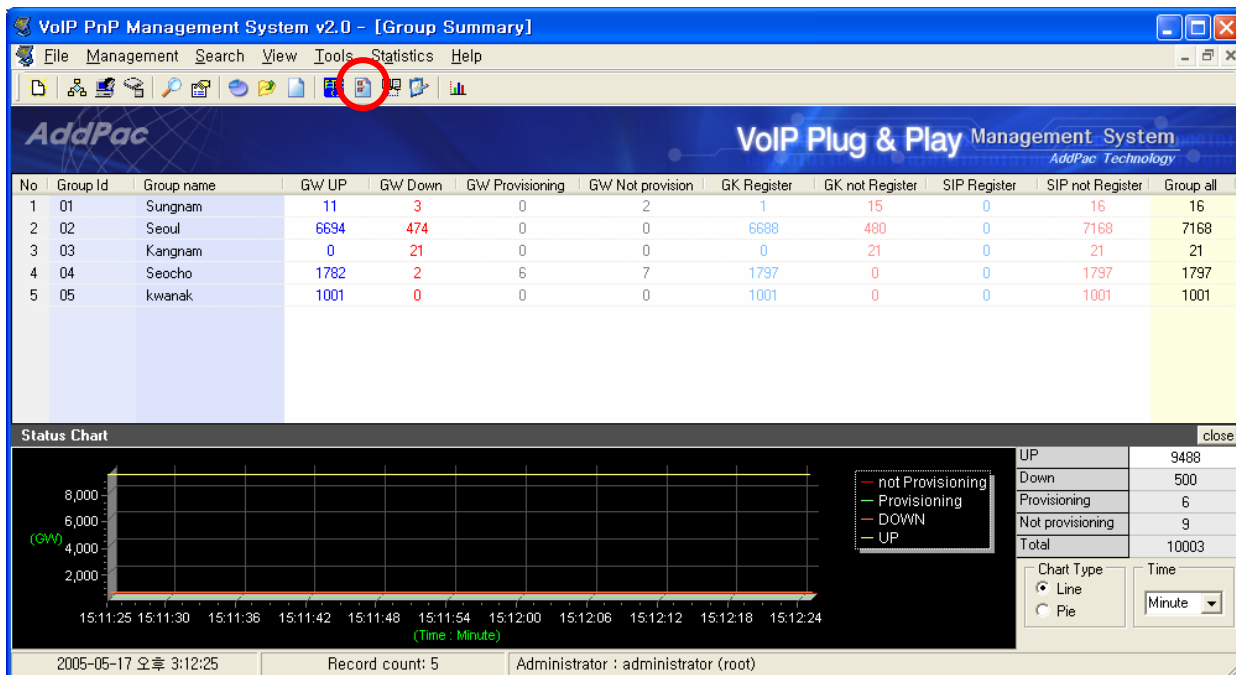 VoIP PnP Management System v2.0 - [Group Summary]
File Management Search View Tools Statistics Help
AddPac
VoIP Plug & Play Management System
AddPac Technology
No Group Id Group name GW UP GW Down GW Provisioning GW Not provision GK Register GK not Register SIP Register SIP not Register Group all
1 01 Sungnam 11 3 0 2 1 15 0 16 16
2 02 Seoul 6694 474 0 0 6688 480 0 7168 7168
3 03 Kangnam 0 21 0 0 0 21 0 21 21
4 04 Seocho 1782 2 6 7 1797 0 0 1797 1797
5 05 kwanak 1001 0 0 0 1001 0 0 1001 1001
Status Chart close
8,000
6,000
(GW)
4,000
2,000
15:11:25 15:11:30 15:11:36 15:11:42 15:11:48 15:11:54 15:12:00 15:12:06 15:12:12 15:12:18 15:12:24
(Time : Minute)
not Provisioning
Provisioning
DOWN
UP
UP 9488
Down 500
Provisioning 6
Not provisioning 9
Total 10003
Chart Type
Line
Pie
Time
Minute
2005-05-17 오후 3:12:25 Record count: 5 Administrator : administrator (root)